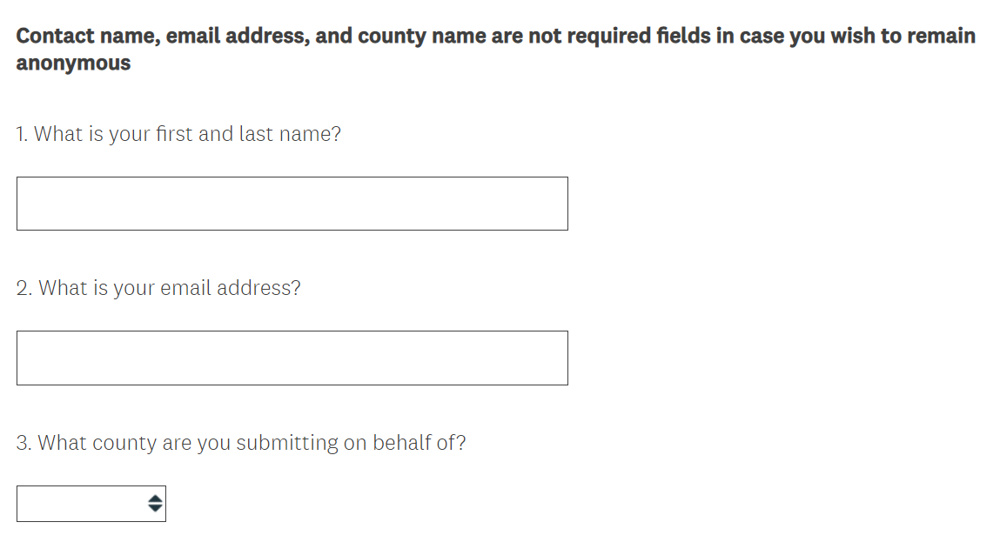 Contact name, email address, and county name are not required fields in case you wish to remain
anonymous
1. What is your first and last name?
2. What is your email address?
3. What county are you submitting on behalf of?